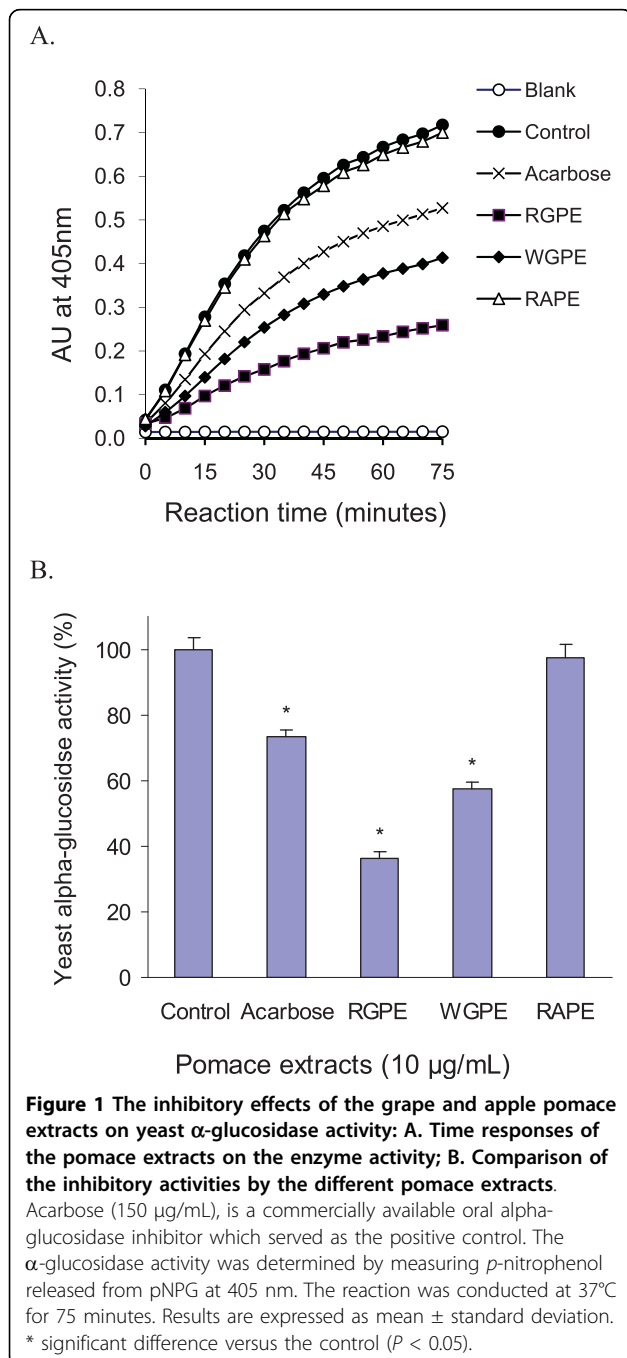 A.
0.8
0.7
0.6
0.5
0.4
0.3
0.2
0.1
0.0
AU at 405nm
0 15 30 45 60 75
Reaction time (minutes)
Blank
Control
Acarbose
RGPE
WGPE
RAPE
B.
Yeast alpha-glucosidse activity (%)
100
80
60
40
20
0
*
*
*
Control Acarbose RGPE WGPE RAPE
Pomace extracts (10 µg/mL)
Figure 1 The inhibitory effects of the grape and apple pomace
extracts on yeast α-glucosidase activity: A. Time responses of
the pomace extracts on the enzyme activity; B. Comparison of
the inhibitory activities by the different pomace extracts.
Acarbose (150 µg/mL), is a commercially available oral alpha-
glucosidase inhibitor which served as the positive control. The
α-glucosidase activity was determined by measuring p-nitrophenol
released from pNPG at 405 nm. The reaction was conducted at 37°C
for 75 minutes. Results are expressed as mean ± standard deviation.
* significant difference versus the control (P < 0.05).